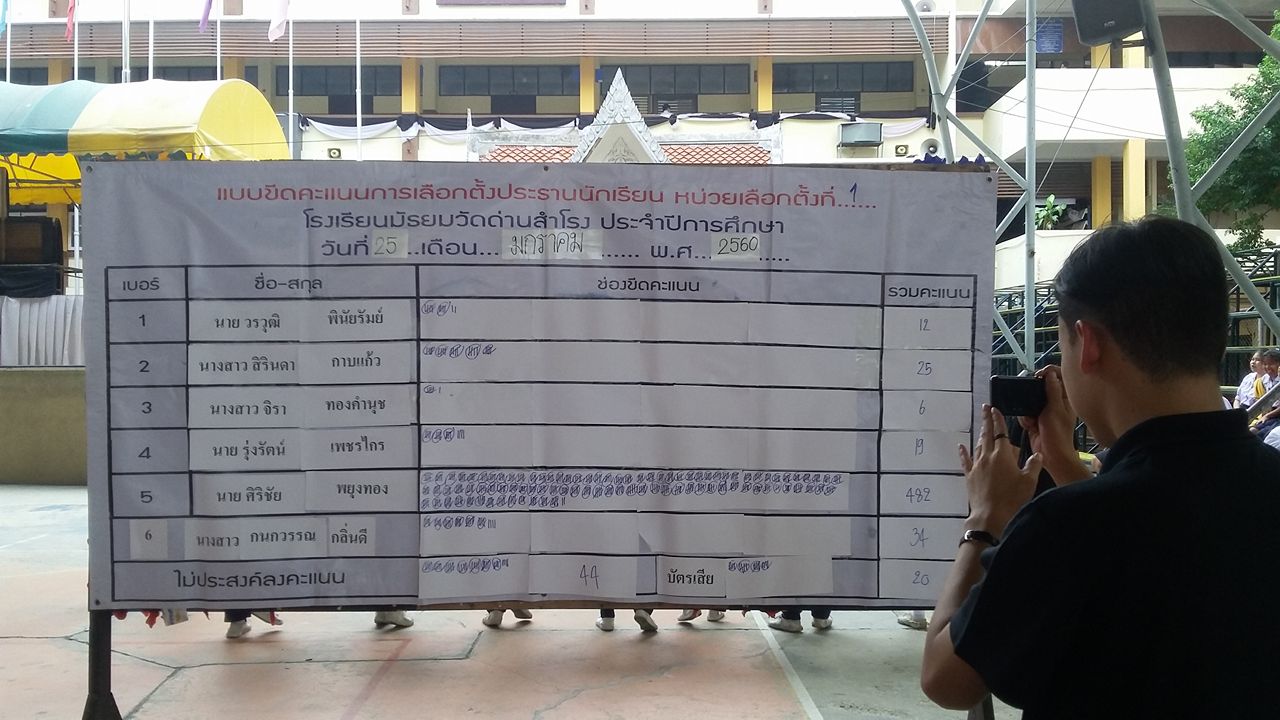 แบบขีดคะแนนการเลือกตั้งประธานนักเรียน หน่วยเลือกตั้งที่..1....
โรงเรียนมัธยมวัดด่านสำโรง ประจำปีการศึกษา
วันที่ 25 ..เดือน... มกราคม ...... พ.ศ... 2560 .....
เบอร์ ชื่อ-สกุล ช่องขีดคะแนน รวมคะแนน
1 นาย วรวุฒิ พินัยรัมย์ 12
2 นางสาว สิรินดา กาบแก้ว 25
3 นางสาว จิรา ทองคำนุช 6
4 นาย รุ่งรัตน์ เพชรไกร 19
5 นาย ศิริชัย พยุงทอง 482
6 นางสาว กนกวรรณ กลิ่นดี 34
ไม่ประสงค์ลงคะแนน 44 บัตรเสีย 20